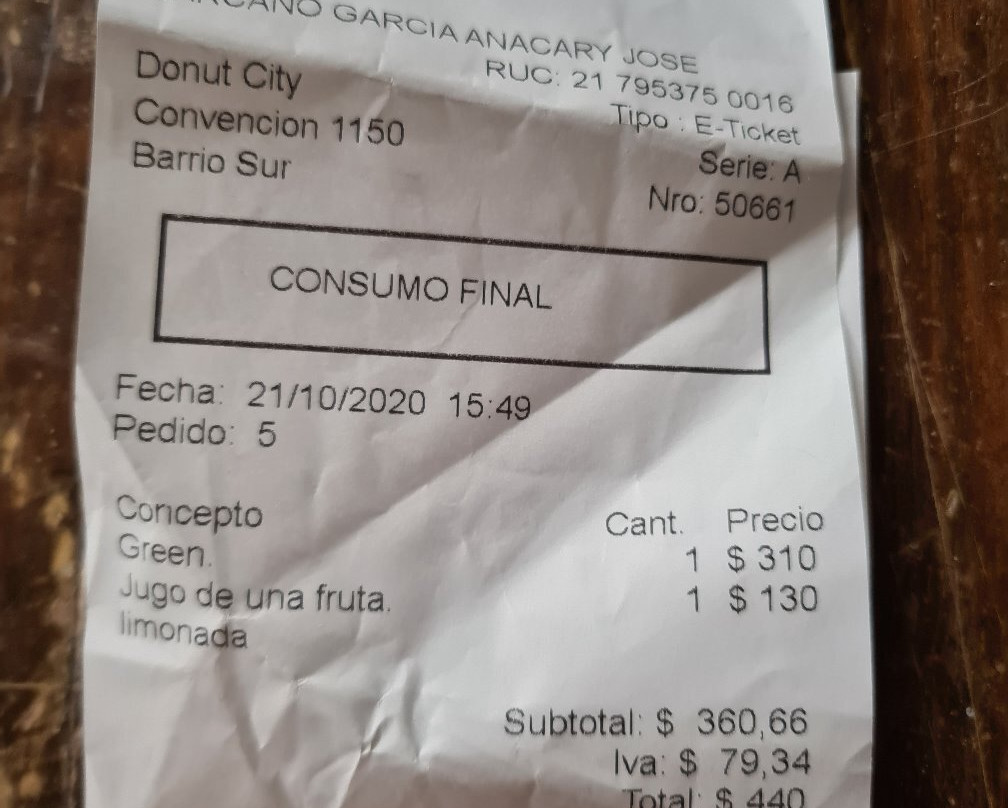 GARCIA ANACARY JOSE
RUC: 21 795375 0016
Donut City
Tipo : E-Ticket
Convencion 1150
Serie: A
Barrio Sur
Nro: 50661
CONSUMO FINAL
Fecha: 21/10/2020 15:49
Pedido: 5
Concepto Cant. Precio
Green. 1 $ 310
Jugo de una fruta. 1 $ 130
limonada
Subtotal: $ 360,66
Iva: $ 79,34
Total: $ 440